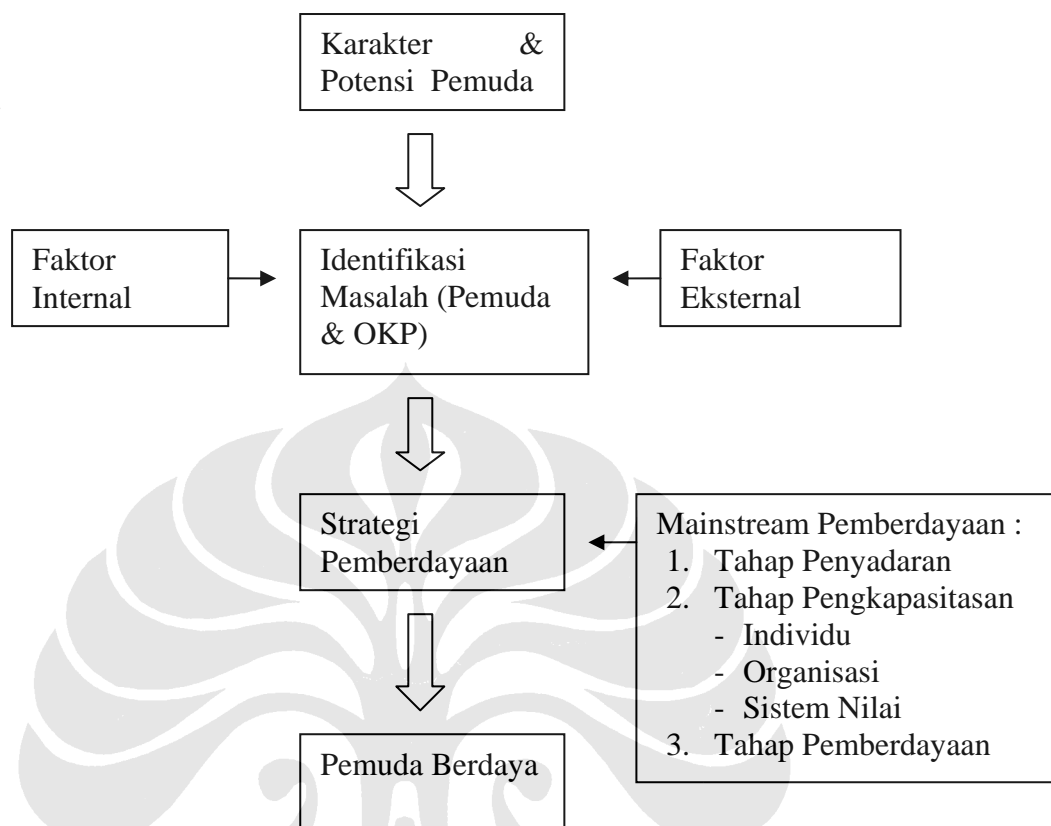 Karakter &
Potensi Pemuda
Faktor
Internal
Identifikasi
Masalah (Pemuda
& OKP)
Faktor
Eksternal
Strategi
Pemberdayaan
Mainstream Pemberdayaan :
1. Tahap Penyadaran
2. Tahap Pengkapasitasan
- Individu
- Organisasi
- Sistem Nilai
3. Tahap Pemberdayaan
Pemuda Berdaya